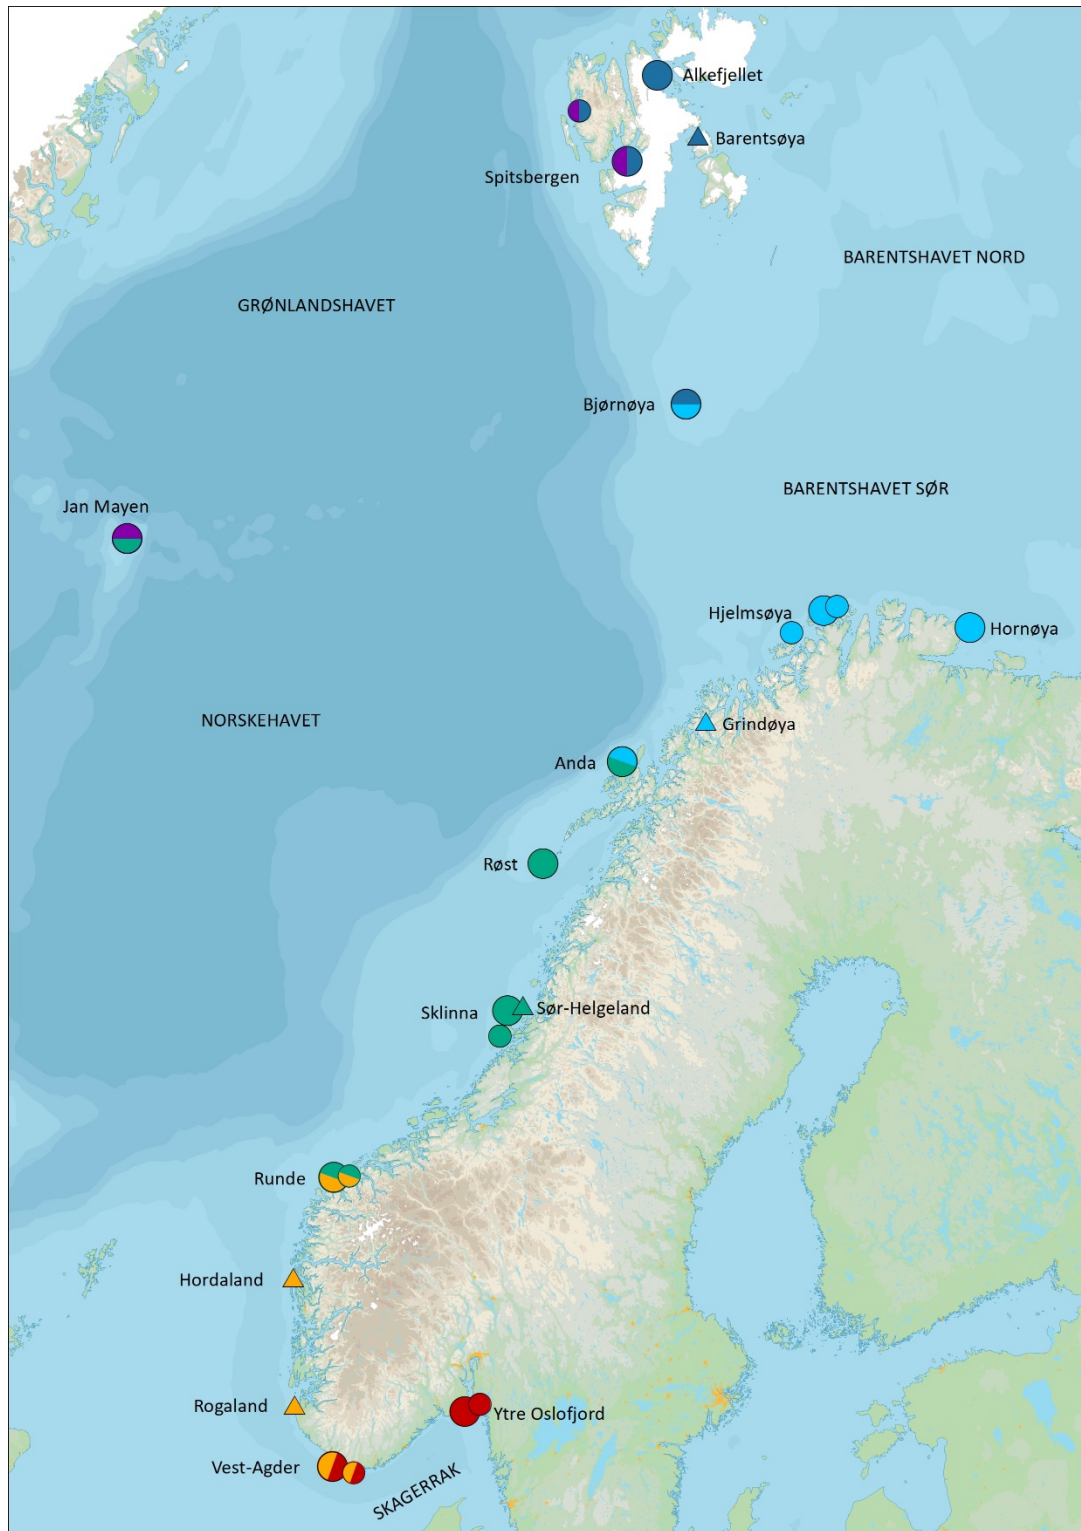 Alkefjellet
Barentsøya
Spitsbergen
BARENTSHAVET NORD
GRØNLANDSHAVET
Bjørnøya
BARENTSHAVET SØR
Jan Mayen
Hjelmsøya
Hornøya
NORSKEHAVET
Grindøya
Anda
Røst
Sklinna
Sør-Helgeland
Runde
Hordaland
Rogaland
Ytre Oslofjord
Vest-Agder
SKAGERRAK